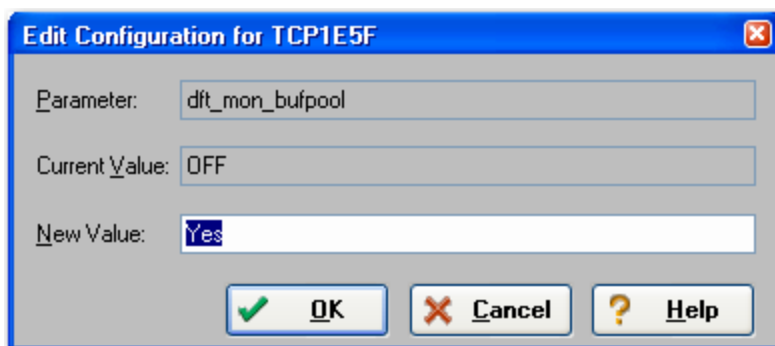 Edit Configuration for TCP1E5F
Parameter: dft_mon_bufpool
Current Value: OFF
New Value: Yes
OK Cancel Help